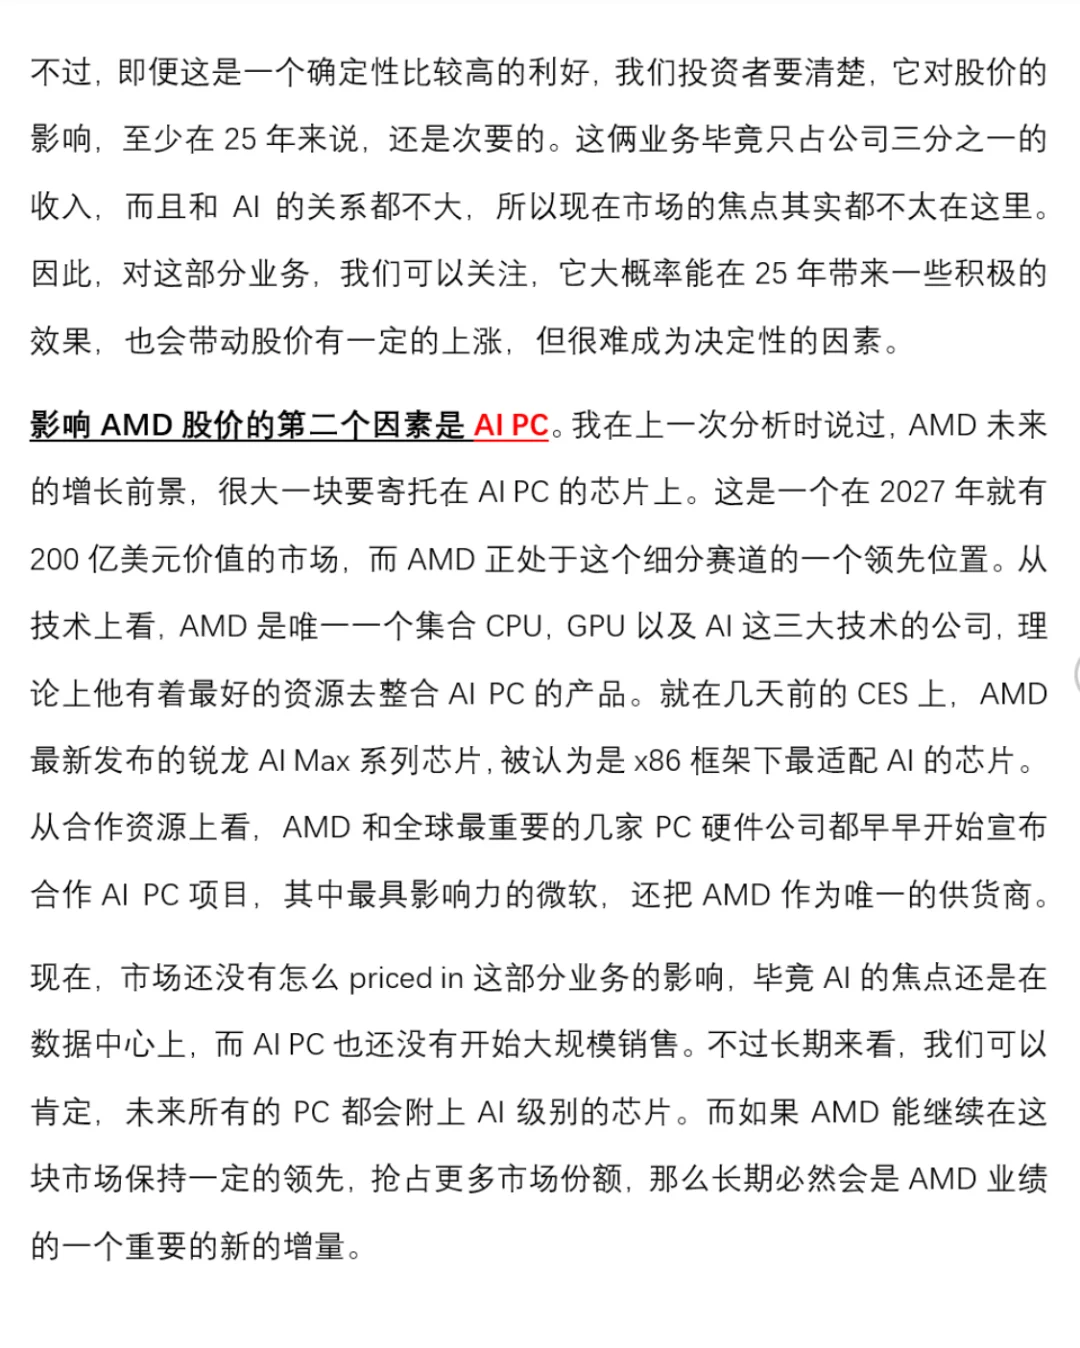 不过，即便这是一个确定性比较高的利好，我们投资者要清楚，它对股价的
影响，至少在 25 年来说，还是次要的。这俩业务毕竟只占公司三分之一的
收入，而且和 AI 的关系都不大，所以现在市场的焦点其实都不太在这里。
因此，对这部分业务，我们可以关注，它大概率能在 25 年带来一些积极的
效果，也会带动股价有一定的上涨，但很难成为决定性的因素。
影响 AMD 股价的第二个因素是 AI PC。我在上一次分析时说过，AMD 未来
的增长前景，很大一块要寄托在 AI PC 的芯片上。这是一个在 2027 年就有
200 亿美元价值的市场，而 AMD 正处于这个细分赛道的一个领先位置。从
技术上看，AMD 是唯一一个集合 CPU，GPU 以及 AI 这三大技术的公司，理
论上他有着最好的资源去整合 AI PC 的产品。就在几天前的 CES 上，AMD
最新发布的锐龙 AI Max 系列芯片，被认为是 x86 框架下最适配 AI 的芯片。
从合作资源上看，AMD 和全球最重要的几家 PC 硬件公司都早早开始宣布
合作 AI PC 项目，其中最具影响力的微软，还把 AMD 作为唯一的供货商。
现在，市场还没有怎么 priced in 这部分业务的影响，毕竟 AI 的焦点还是在
数据中心上，而 AI PC 也还没有开始大规模销售。不过长期来看，我们可以
肯定，未来所有的 PC 都会附上 AI 级别的芯片。而如果 AMD 能继续在这
块市场保持一定的领先，抢占更多市场份额，那么长期必然会是 AMD 业绩
的一个重要的新的增量。